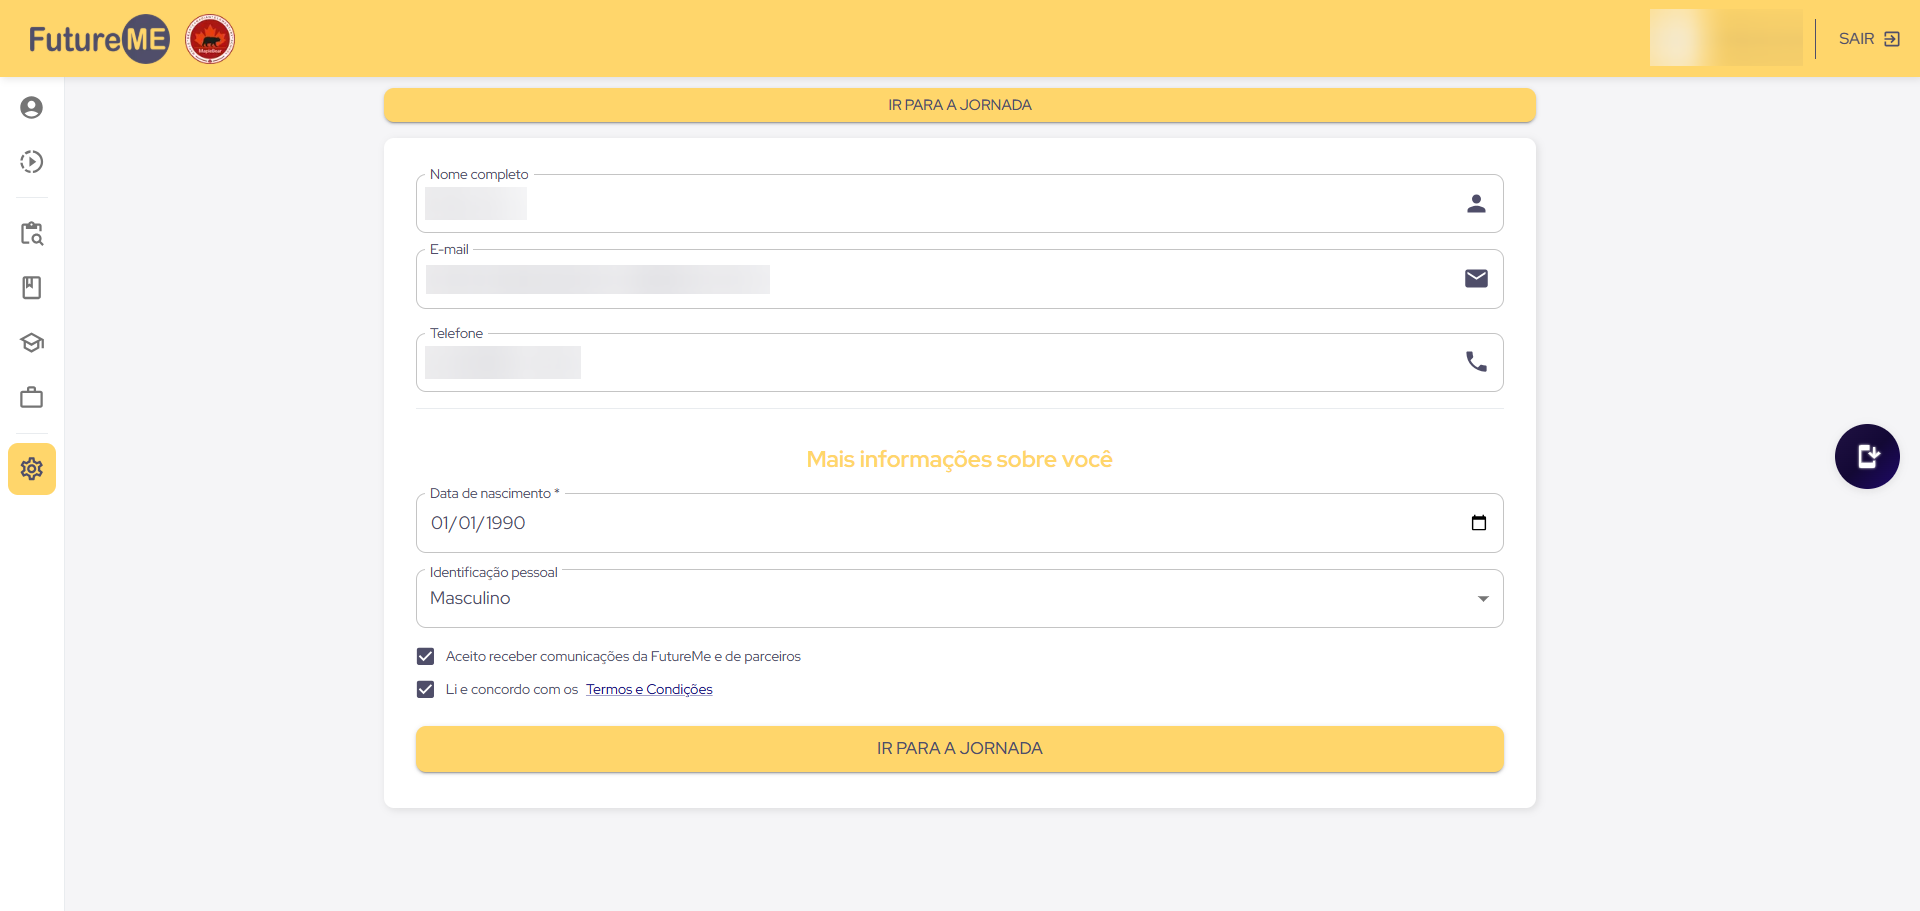 FutureME
MapleBear
SAIR
IR PARA A JORNADA
Nome completo
E-mail
Telefone
Mais informações sobre você
Data de nascimento *
01/01/1990
Identificação pessoal
Masculino
Aceito receber comunicações da FutureMe e de parceiros
Li e concordo com os Termos e Condições
IR PARA A JORNADA